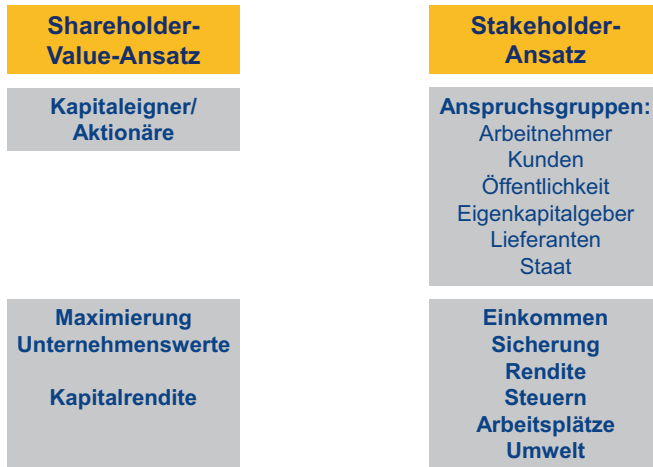 Shareholder-
Value-Ansatz
Stakeholder-
Ansatz
Kapitaleigner/
Aktionäre
Anspruchsgruppen:
Arbeitnehmer
Kunden
Öffentlichkeit
Eigenkapitalgeber
Lieferanten
Staat
Maximierung
Unternehmenswerte
Kapitalrendite
Einkommen
Sicherung
Rendite
Steuern
Arbeitsplätze
Umwelt